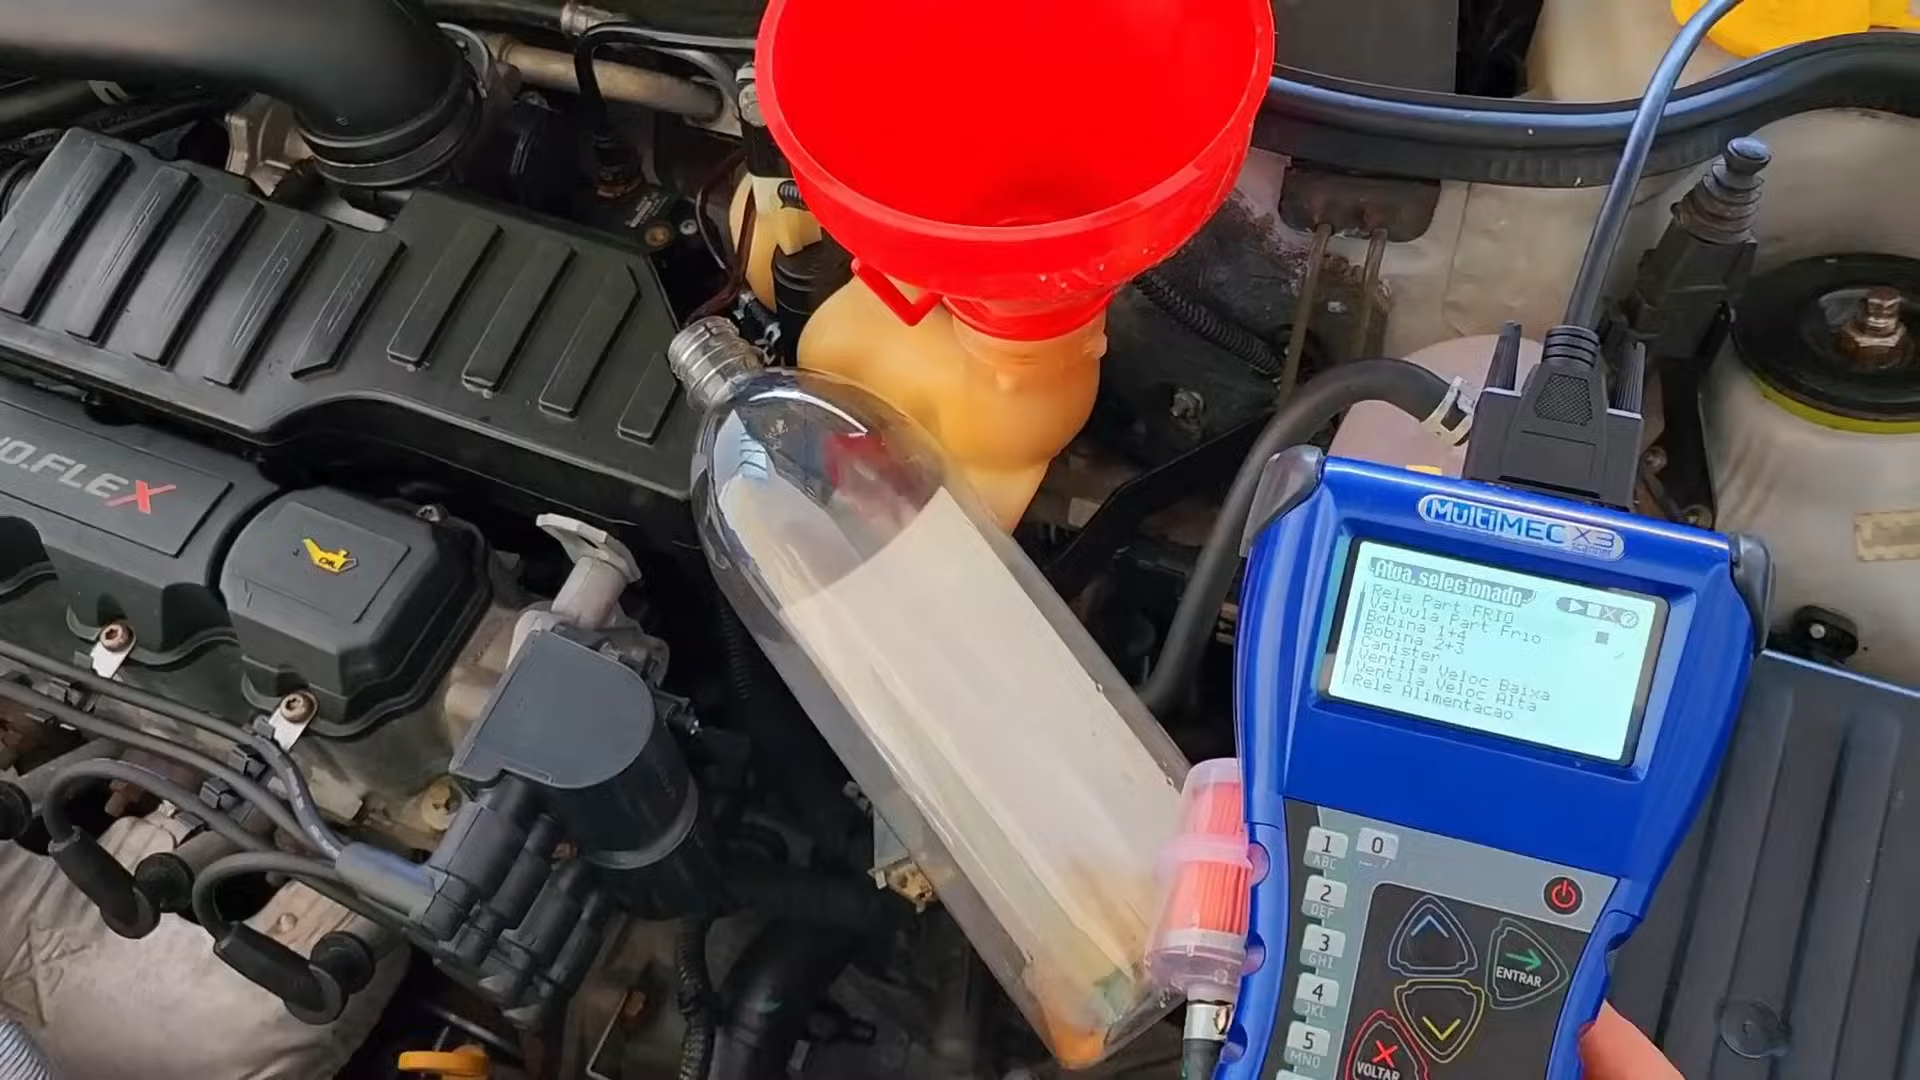 O.FLEX
OIL
MultiMEC X3
Atua.selecionado
Rele Part FRIO
Valvula Part Frio
Bobina 1+4
Bobina 2+3
Canister
Ventila Veloc Baixa
Ventila Veloc Alta
Rele Alimentacao
1 0
ABC
2
DEF
3
GHI
ENTRAR
4
JKL
5
MNO
VOLTAR